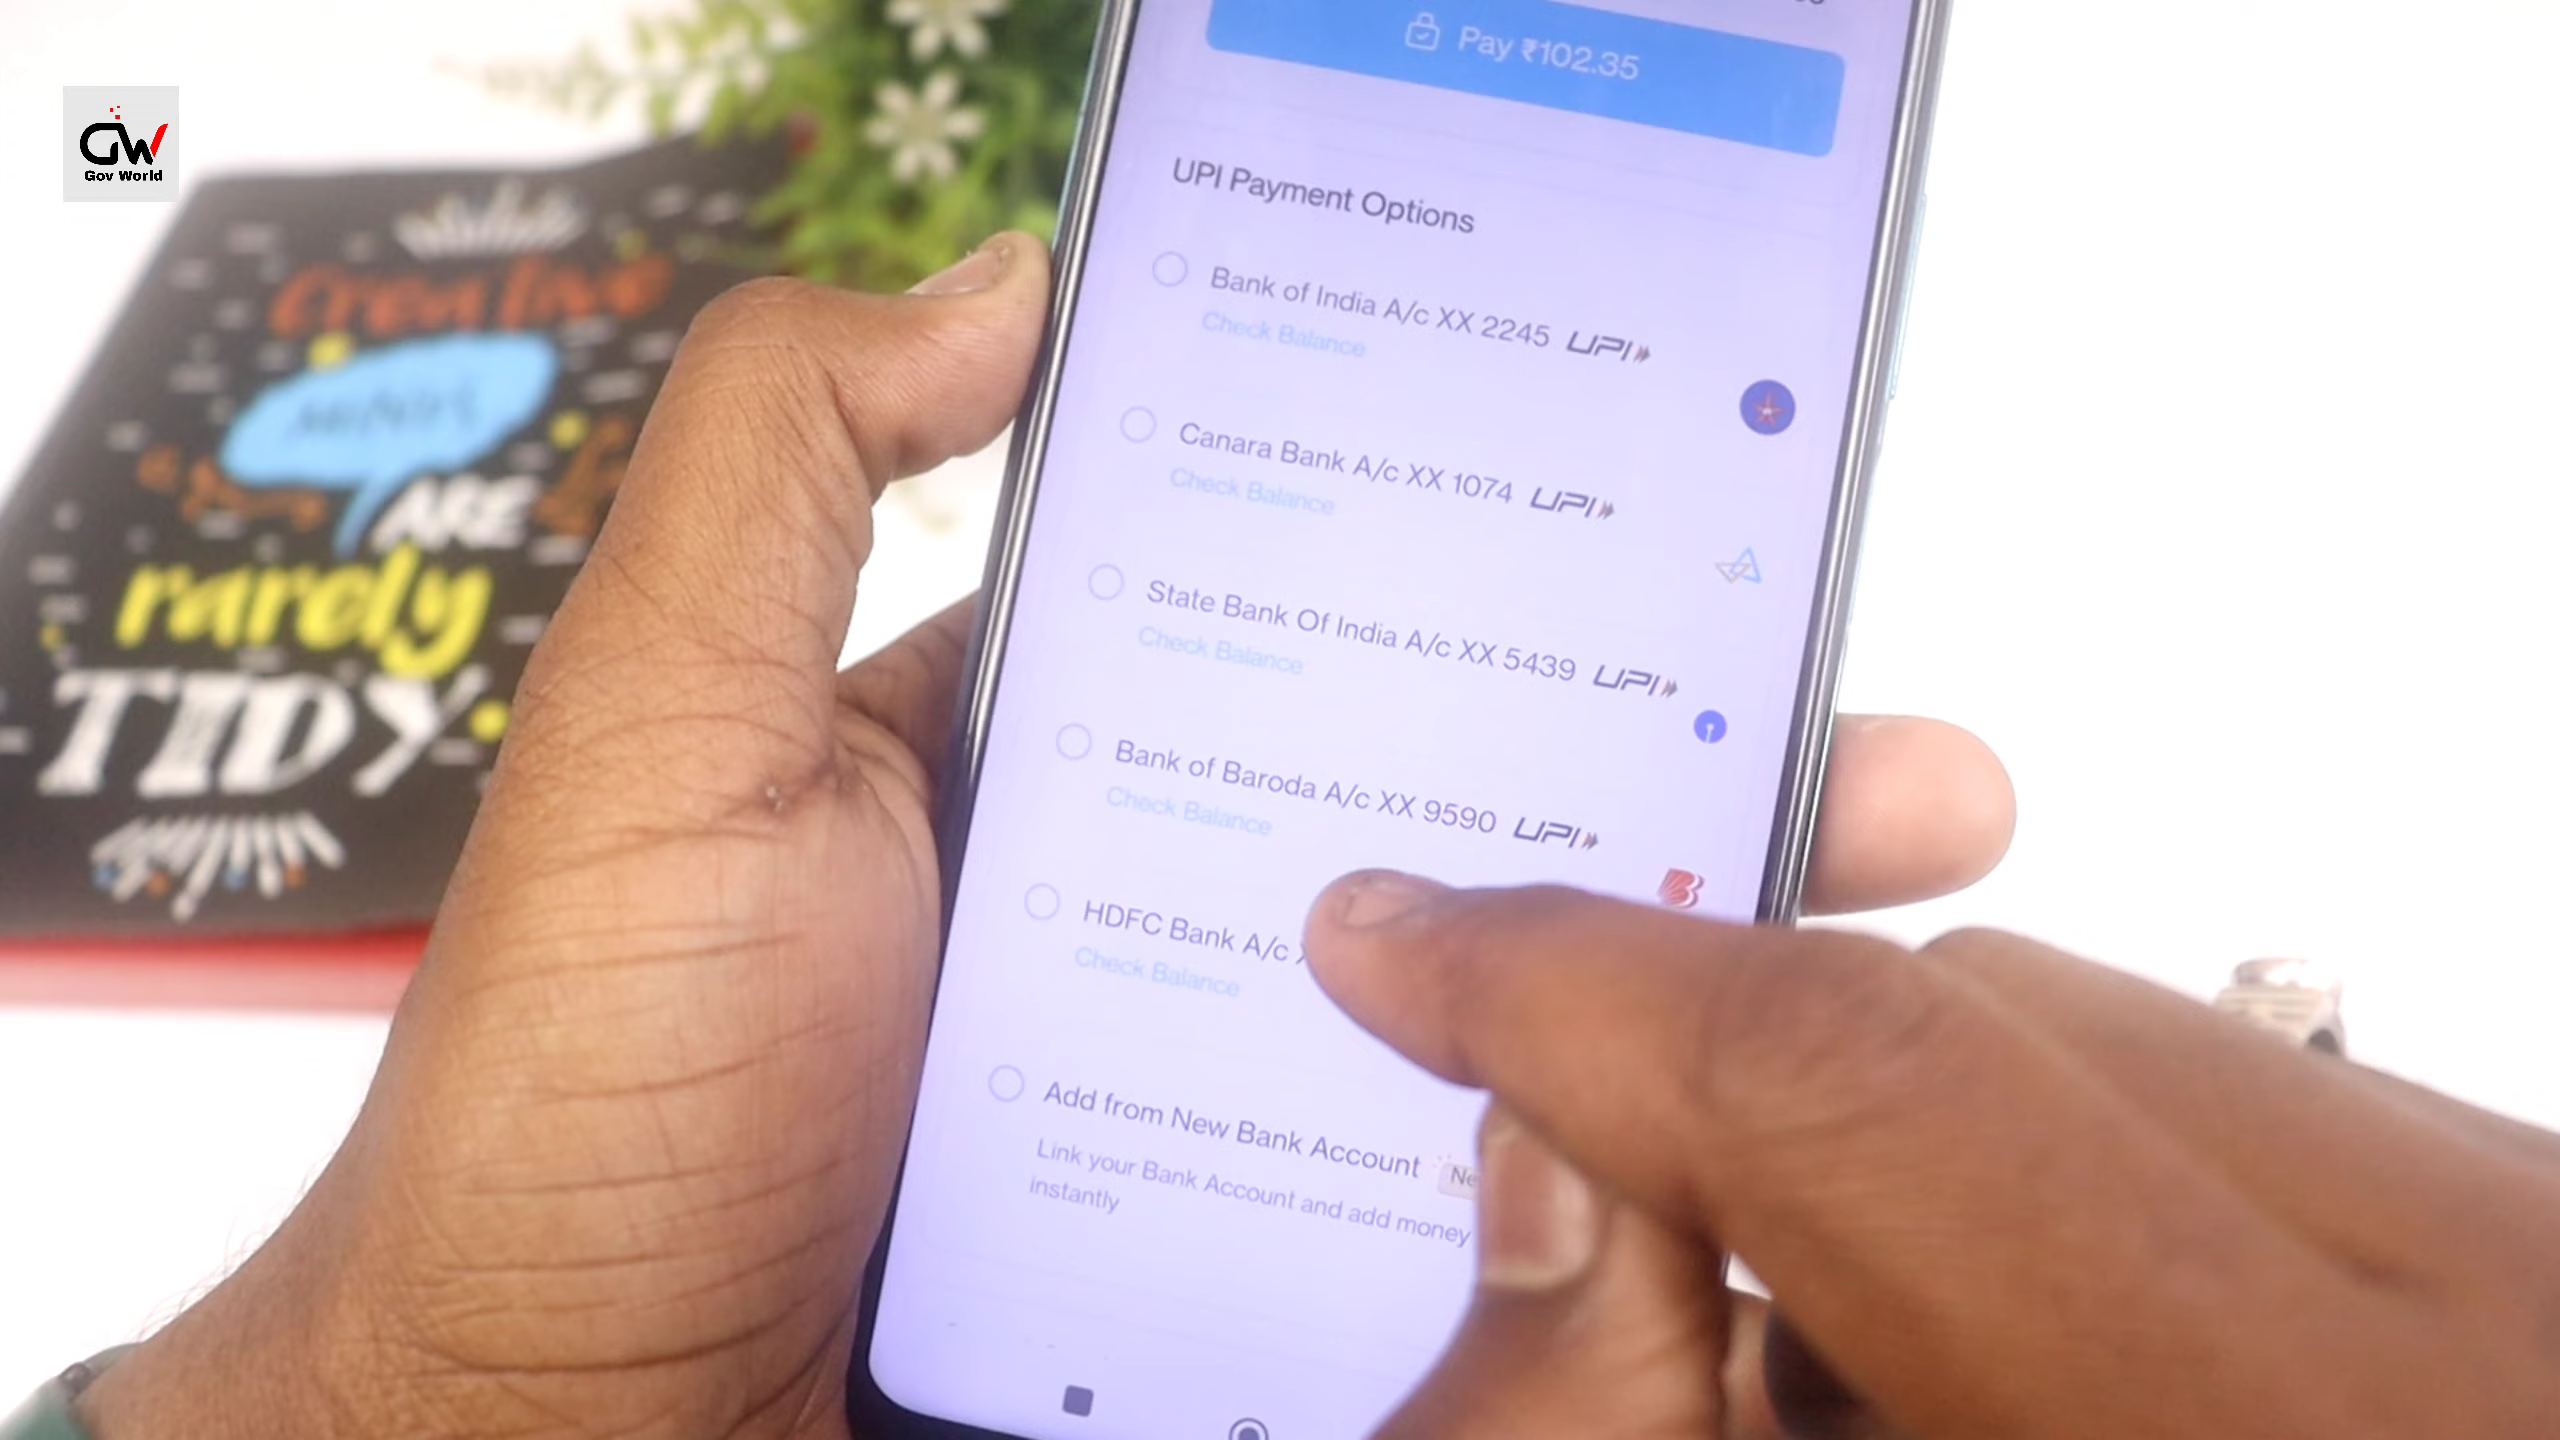 GW
Gov World
Creative
MINDS
ARE
rarely
TIDY
Pay ₹102.35
UPI Payment Options
Bank of India A/c XX 2245 UPI
Check Balance
Canara Bank A/c XX 1074 UPI
Check Balance
State Bank Of India A/c XX 5439 UPI
Check Balance
Bank of Baroda A/c XX 9590 UPI
Check Balance
HDFC Bank A/c
Check Balance
Add from New Bank Account
Link your Bank Account and add money
instantly